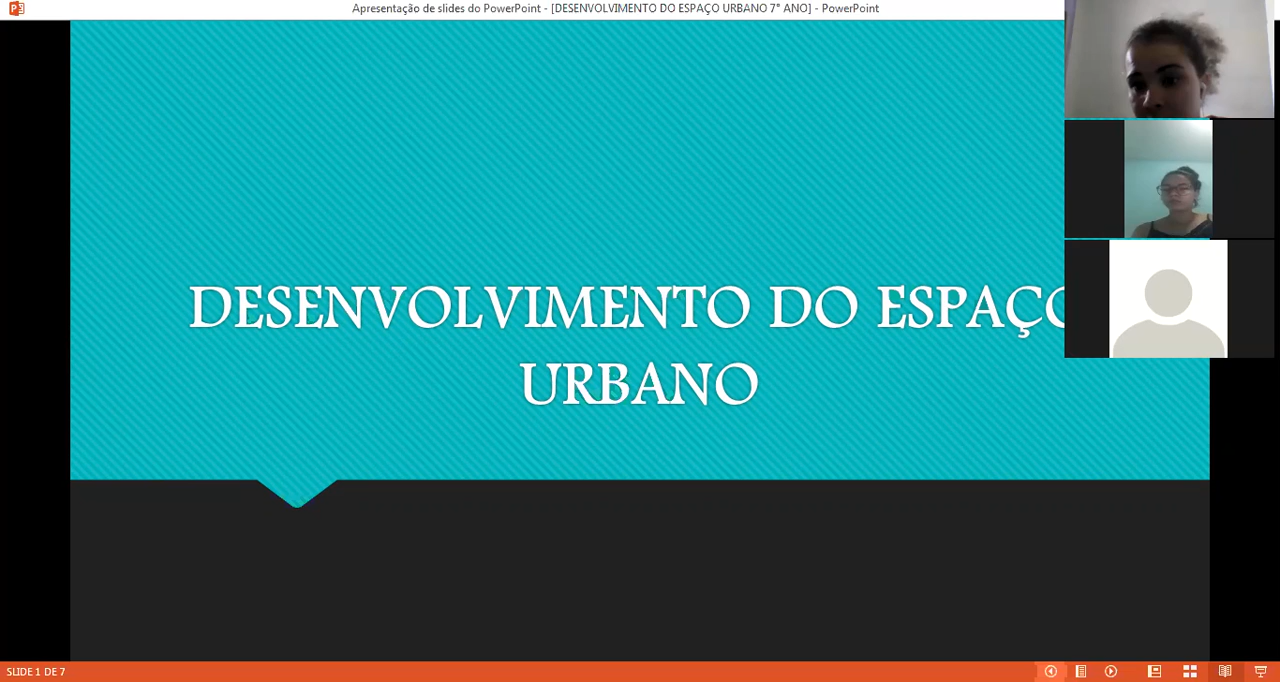 Apresentação de slides do PowerPoint - [DESENVOLVIMENTO DO ESPAÇO URBANO 7° ANO] - PowerPoint
DESENVOLVIMENTO DO ESPAÇO
URBANO
SLIDE 1 DE 7